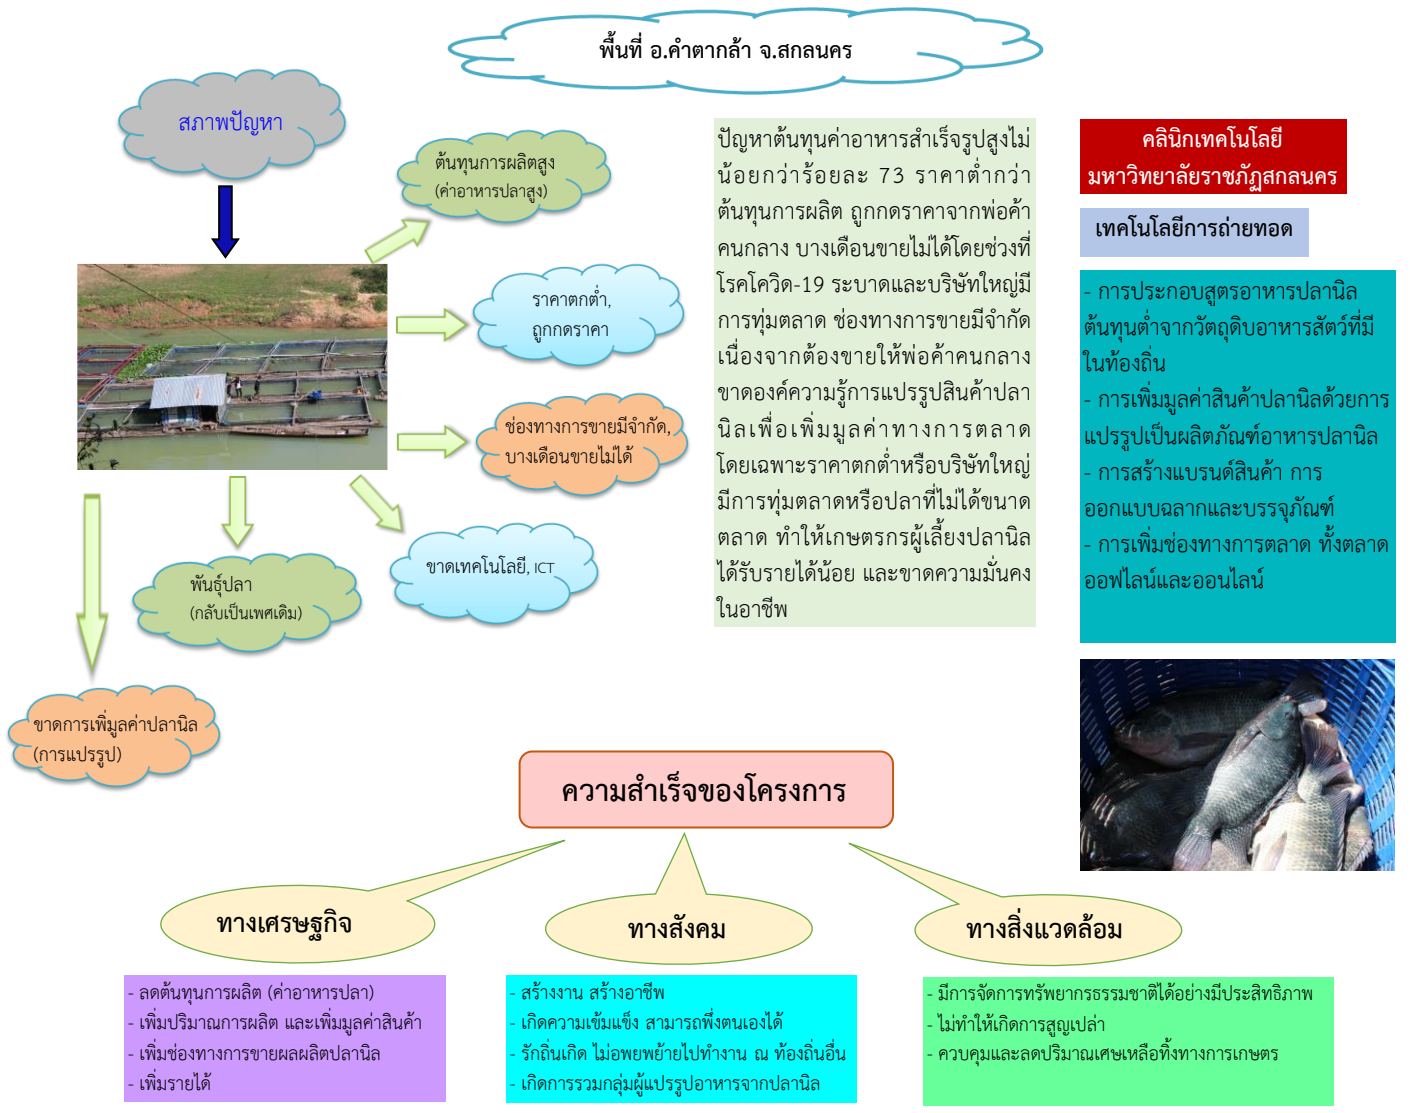 พื้นที่ อ.คำตากล้า จ.สกลนคร
สภาพปัญหา
ต้นทุนการผลิตสูง
(ค่าอาหารปลาสูง)
ราคาตกต่ำ,
ถูกกดราคา
ช่องทางการขายมีจำกัด,
บางเดือนขายไม่ได้
ขาดเทคโนโลยี, ICT
พันธุ์ปลา
(กลับเป็นเพศเดิม)
ขาดการเพิ่มูลค่าปลานิล
(การแปรรูป)
ปัญหาต้นทุนค่าอาหารสำเร็จรูปสูงไม่
น้อยกว่าร้อยละ 73 ราคาต่ำกว่า
ต้นทุนการผลิต ถูกกดราคาจากพ่อค้า
คนกลาง บางเดือนขายไม่ได้โดยช่วงที่
โรคโควิด-19 ระบาดและบริษัทใหญ่มี
การทุ่มตลาด ช่องทางการขายมีจำกัด
เนื่องจากต้องขายให้พ่อค้าคนกลาง
ขาดองค์ความรู้การแปรรูปสินค้าปลา
นิลเพื่อเพิ่มมูลค่าทางการตลาด
โดยเฉพาะราคาตกต่ำหรือบริษัทใหญ่
มีการทุ่มตลาดหรือปลาที่ไม่ได้ขนาด
ตลาด ทำให้เกษตรกรผู้เลี้ยงปลานิล
ได้รับรายได้น้อย และขาดความมั่นคง
ในอาชีพ
คลินิกเทคโนโลยี
มหาวิทยาลัยราชภัฏสกลนคร
เทคโนโลยีการถ่ายทอด
- การประกอบสูตรอาหารปลานิล
ต้นทุนต่ำจากวัตถุดิบอาหารสัตว์ที่มี
ในท้องถิ่น
- การเพิ่มมูลค่าสินค้าปลานิลด้วยการ
แปรรูปเป็นผลิตภัณฑ์อาหารปลานิล
- การสร้างแบรนด์สินค้า การ
ออกแบบฉลากและบรรจุภัณฑ์
- การเพิ่มช่องทางการตลาด ทั้งตลาด
ออฟไลน์และออนไลน์
ความสำเร็จของโครงการ
ทางเศรษฐกิจ
- ลดต้นทุนการผลิต (ค่าอาหารปลา)
- เพิ่มปริมาณการผลิต และเพิ่มมูลค่าสินค้า
- เพิ่มช่องทางการขายผลผลิตปลานิล
- เพิ่มรายได้
ทางสังคม
- สร้างงาน สร้างอาชีพ
- เกิดความเข้มแข็ง สามารถพึ่งตนเองได้
- รักถิ่นเกิด ไม่อพยพย้ายไปทำงาน ณ ท้องถิ่นอื่น
- เกิดการรวมกลุ่มผู้แปรรูปอาหารจากปลานิล
ทางสิ่งแวดล้อม
- มีการจัดการทรัพยากรธรรมชาติได้อย่างมีประสิทธิภาพ
- ไม่ทำให้เกิดการสูญเปล่า
- ควบคุมและลดปริมาณเศษเหลือทิ้งทางการเกษตร